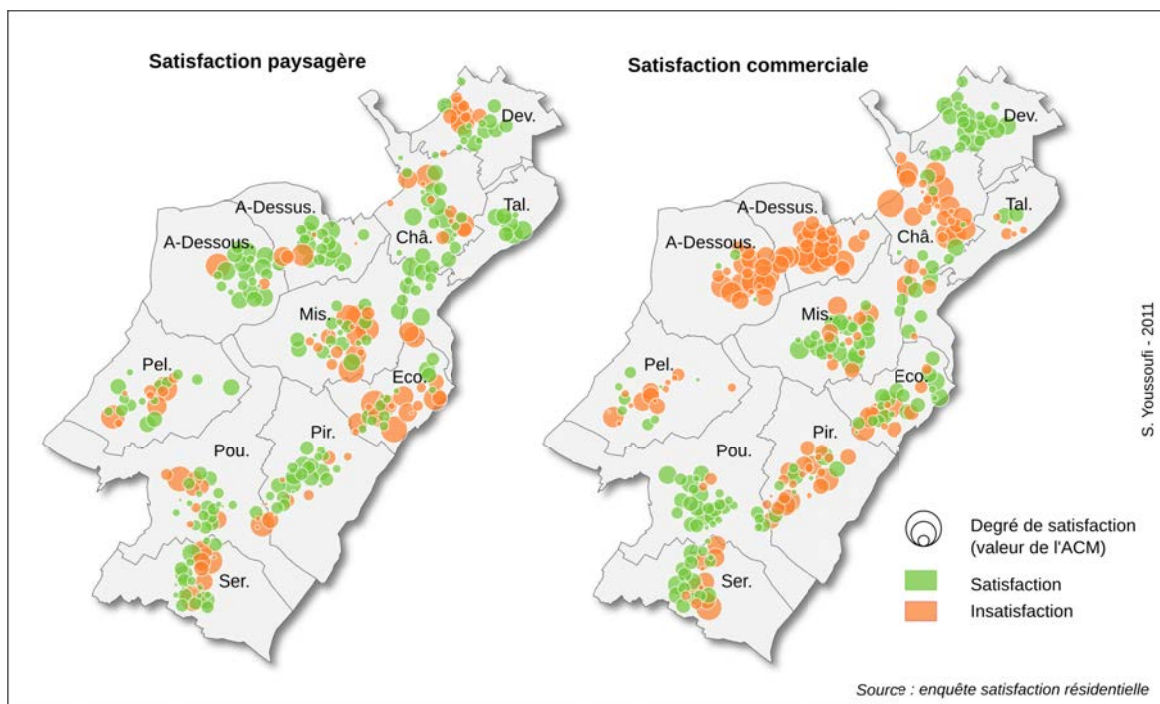 Satisfaction paysagère
Dev.
Tal.
A-Dessus.
A-Dessous.
Châ.
Mis.
Pel.
Eco.
Pir.
Pou.
Ser.
Satisfaction commerciale
Dev.
Tal.
A-Dessus.
A-Dessous.
Châ.
Mis.
Pel.
Eco.
Pir.
Pou.
Ser.
S. Youssoufi - 2011
Degré de satisfaction
(valeur de l'ACM)
Satisfaction
Insatisfaction
Source : enquête satisfaction résidentielle